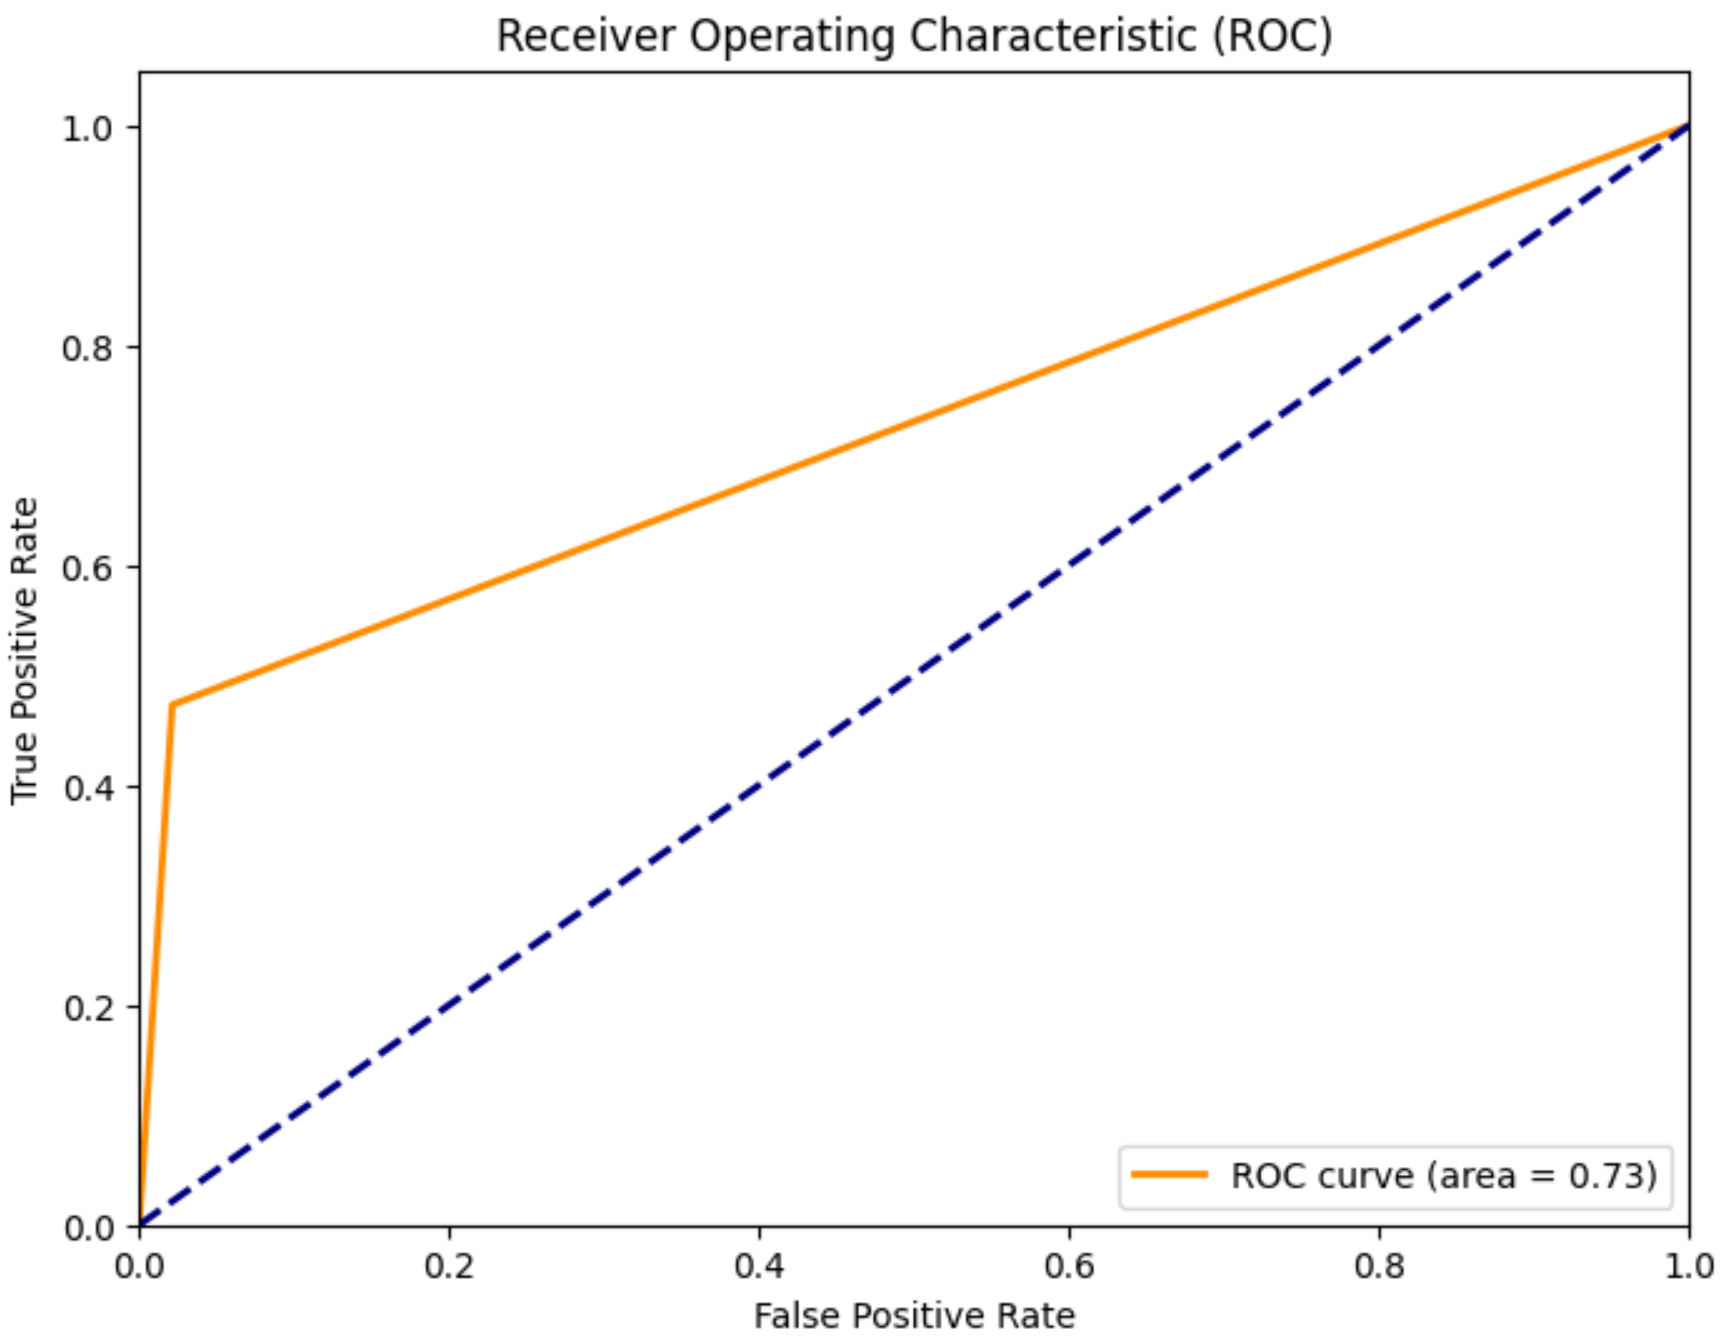 Receiver Operating Characteristic (ROC)
True Positive Rate
1.0
0.8
0.6
0.4
0.2
0.0
0.0 0.2 0.4 0.6 0.8 1.0
False Positive Rate
ROC curve (area = 0.73)